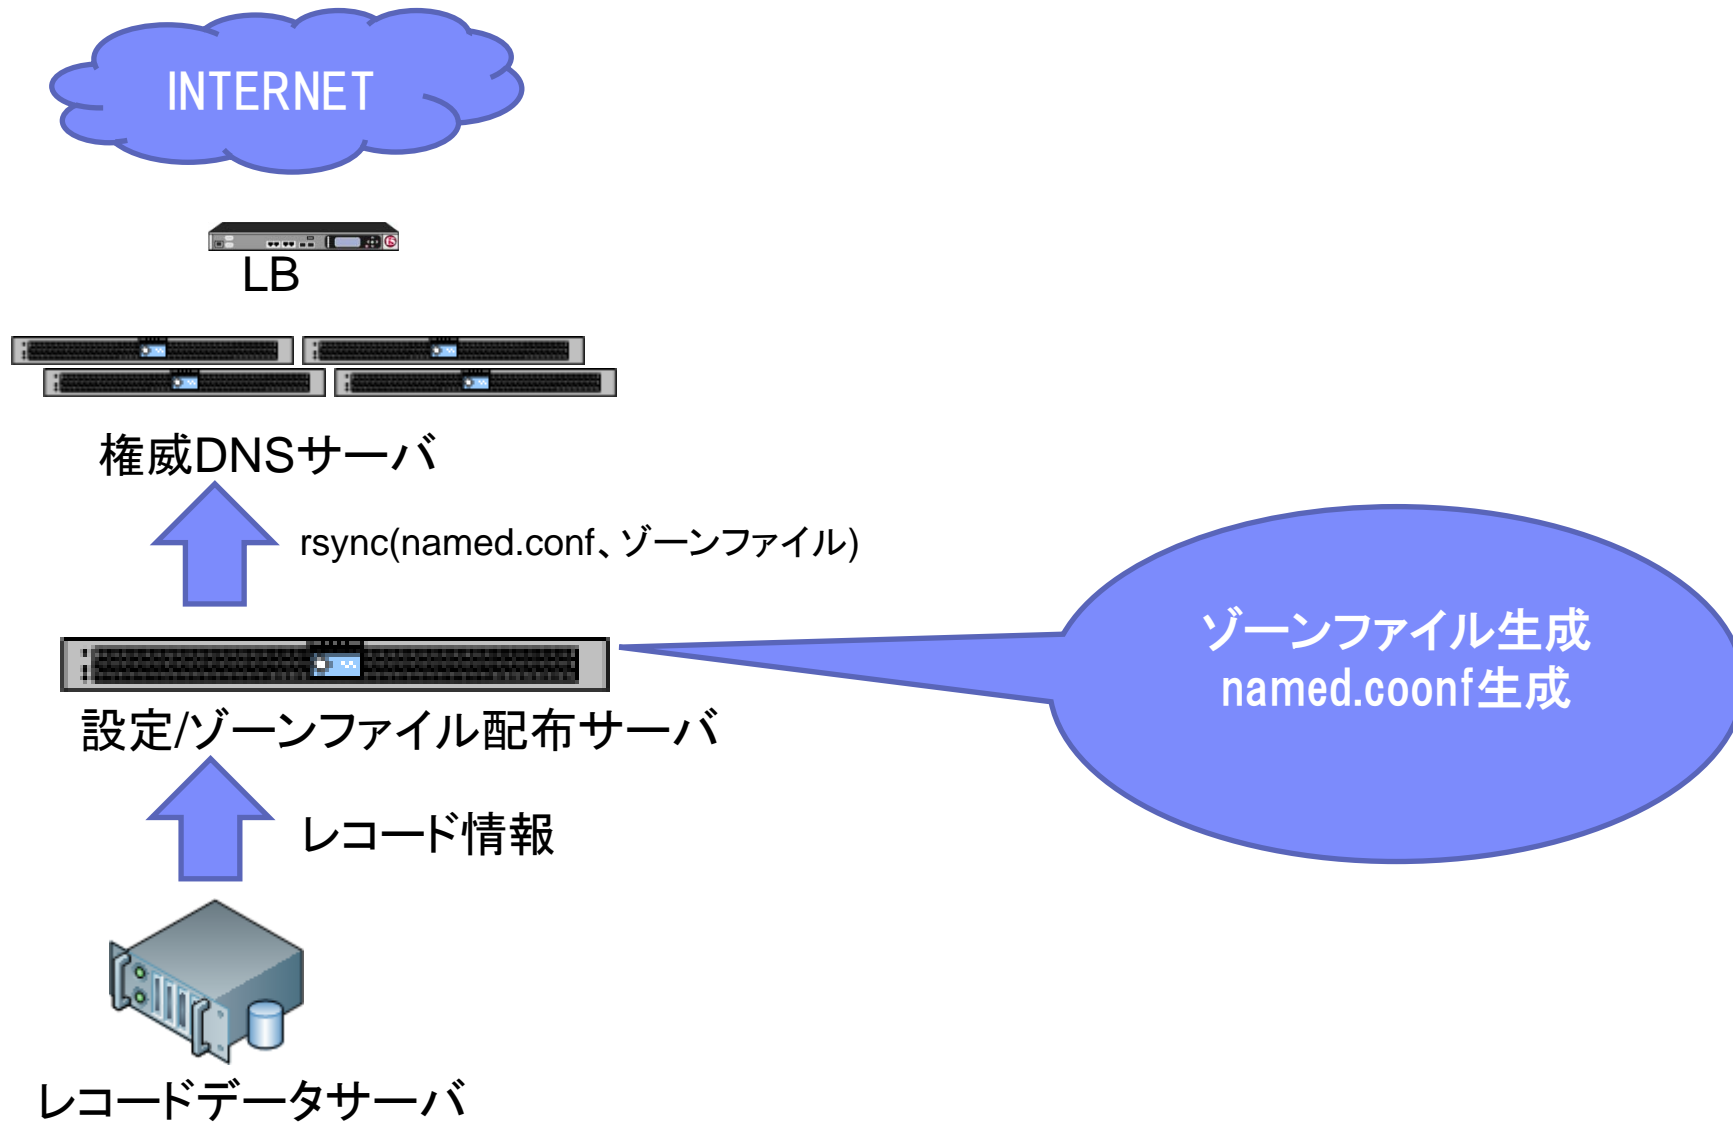 INTERNET
LB
権威DNSサーバ
rsync(named.conf、ゾーンファイル)
ゾーンファイル生成
named.coonf生成
設定/ゾーンファイル配布サーバ
レコード情報
レコードデータサーバ